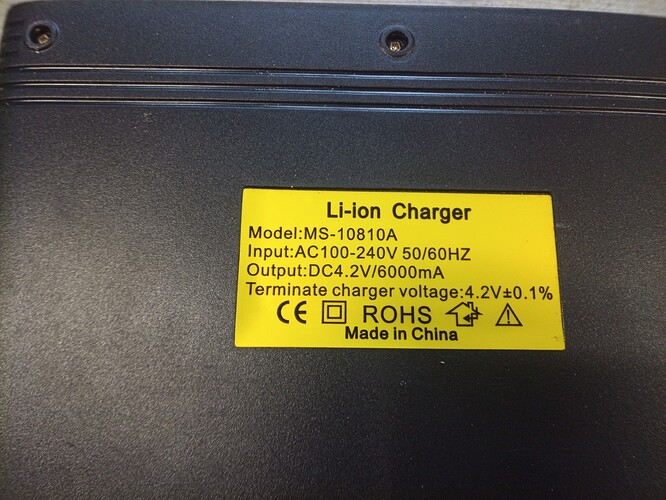 Li-ion Charger
Model:MS-10810A
Input:AC100-240V 50/60HZ
Output:DC4.2V/6000mA
Terminate charger voltage:4.2V±0.1%
CE ROHS
Made in China